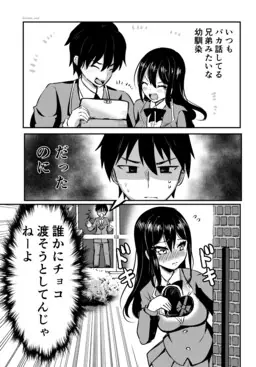 いつも
バカ話してる
兄弟みたいな
幼馴染
だった
のに
ドキ
ドキ
誰かにチョコ
渡そうとしてんじゃ
ねーよ